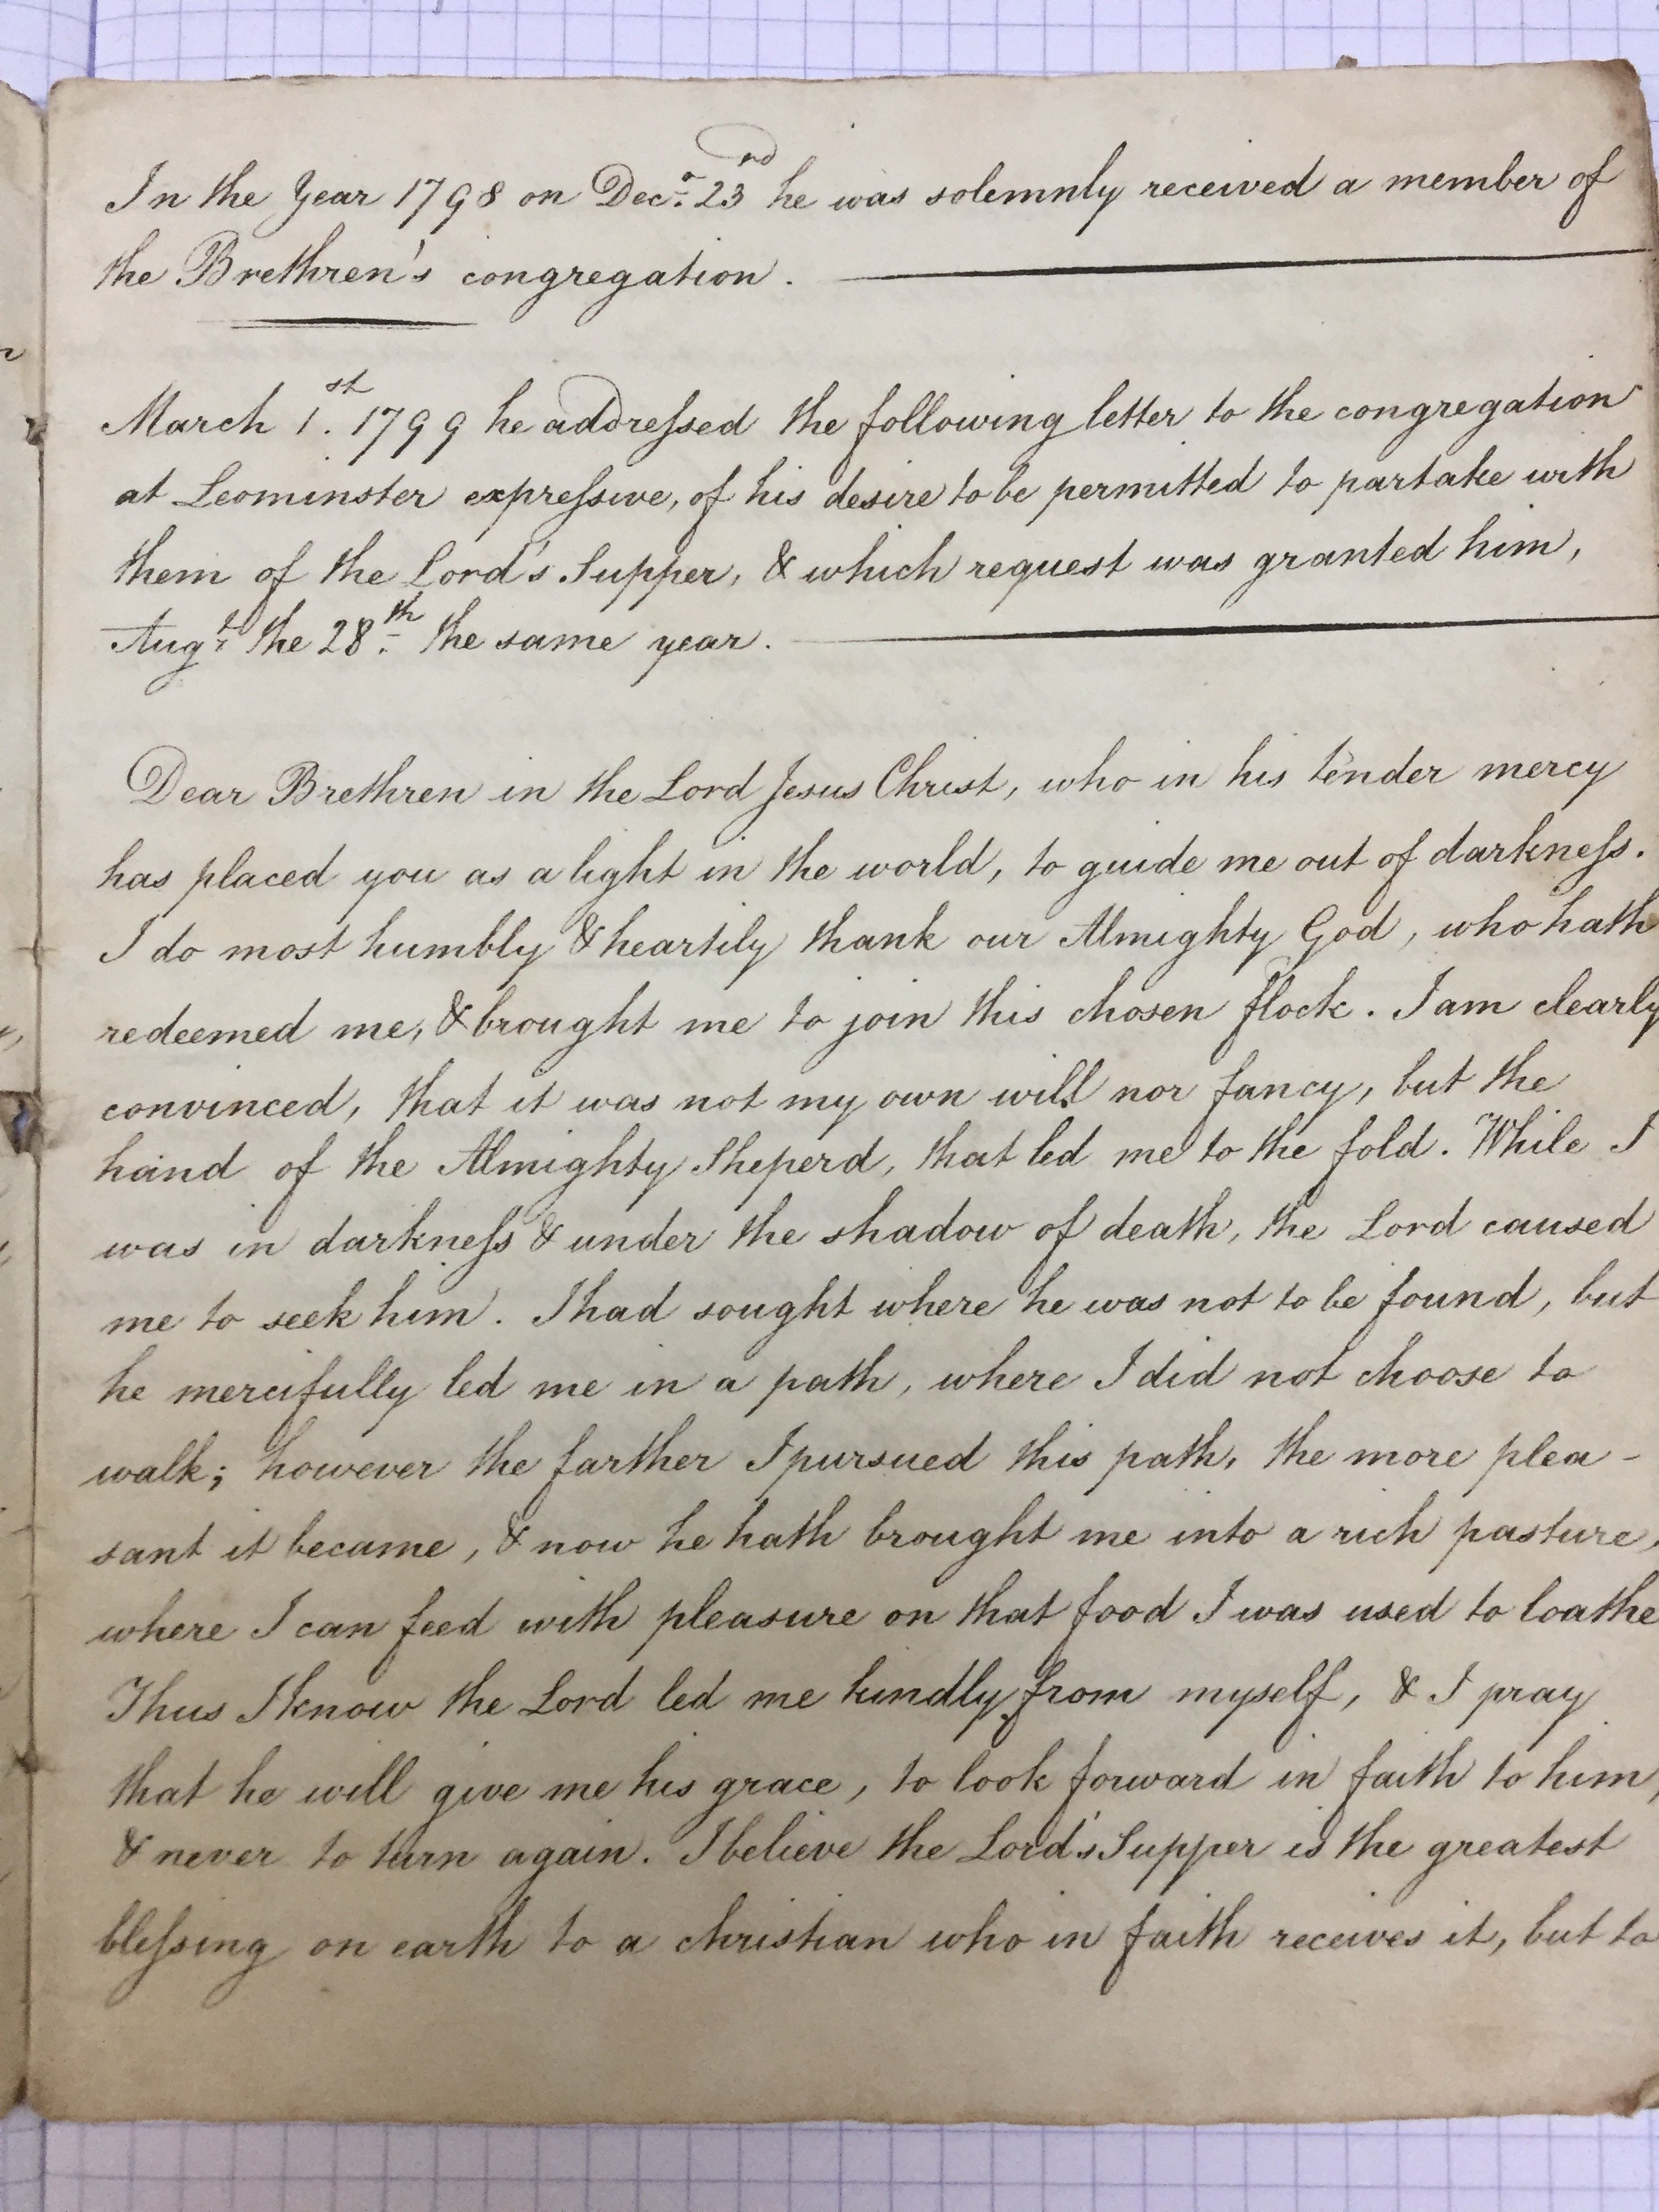 In the Year 1798 on Decr. 23rd he was solemnly received a member of
the Brethren's congregation.
March 1st. 1799 he addreſsed the following letter to the congregation
at Leominster expreſsive, of his desire to be permitted to partake with
them of the Lord's Supper, & which request was granted him,
Augt. the 28th. the same year.
Dear Brethren in the Lord Jesus Christ, who in his tender mercy
has placed you as a light in the world, to guide me out of darkneſs.
I do most humbly & heartily thank our Almighty God, who hath
redeemed me, & brought me to join this chosen flock. I am clearly
convinced, that it was not my own will nor fancy, but the
hand of the Almighty Sheperd, that led me to the fold. While I
was in darkneſs & under the shadow of death, the Lord caused
me to seek him. I had sought where he was not to be found, but
he mercifully led me in a path, where I did not choose to
walk; however the farther I pursued this path, the more plea-
sant it became, & now he hath brought me into a rich pasture,
where I can feed with pleasure on that food I was used to loathe
Thus I know the Lord led me kindly from myself, & I pray
that he will give me his grace, to look forward in faith to him,
& never to turn again. I believe the Lord's Supper is the greatest
bleſsing on earth to a christian who in faith receives it, but to